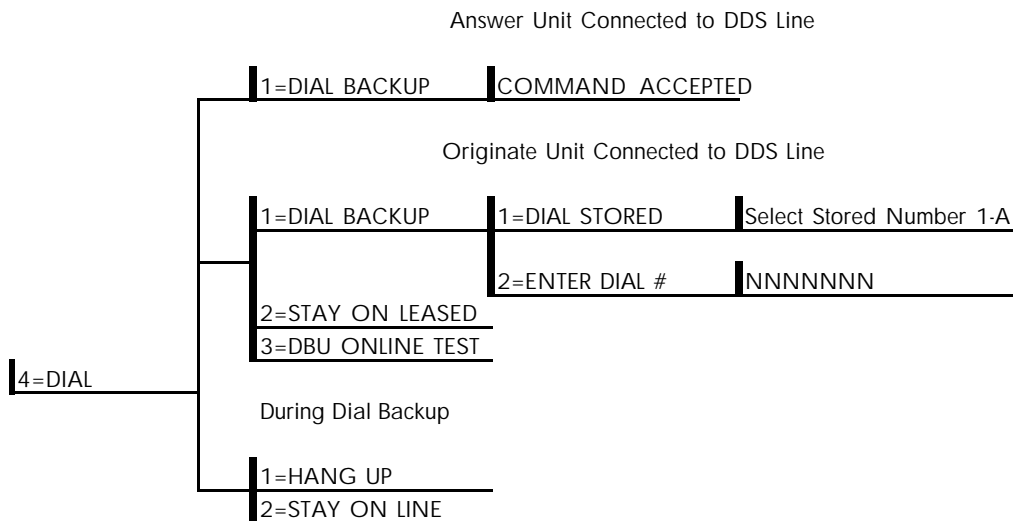 Answer Unit Connected to DDS Line
1=DIAL BACKUP COMMAND ACCEPTED
Originate Unit Connected to DDS Line
1=DIAL BACKUP 1=DIAL STORED Select Stored Number 1-A
2=ENTER DIAL # NNNNNNN
2=STAY ON LEASED
3=DBU ONLINE TEST
4=DIAL
During Dial Backup
1=HANG UP
2=STAY ON LINE